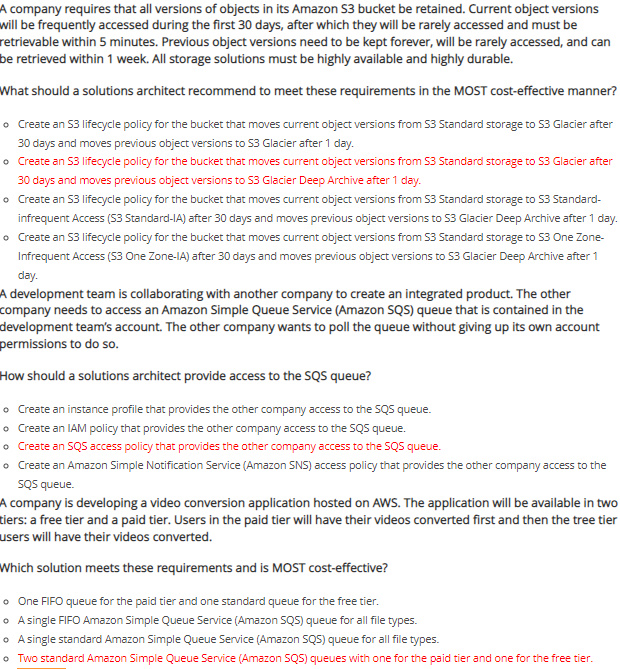 A company requires that all versions of objects in its Amazon S3 bucket be retained. Current object versions
will be frequently accessed during the first 30 days, after which they will be rarely accessed and must be
retrievable within 5 minutes. Previous object versions need to be kept forever, will be rarely accessed, and can
be retrieved within 1 week. All storage solutions must be highly available and highly durable.
What should a solutions architect recommend to meet these requirements in the MOST cost-effective manner?
Create an S3 lifecycle policy for the bucket that moves current object versions from S3 Standard storage to S3 Glacier after
30 days and moves previous object versions to S3 Glacier after 1 day.
Create an S3 lifecycle policy for the bucket that moves current object versions from S3 Standard storage to S3 Glacier after
30 days and moves previous object versions to S3 Glacier Deep Archive after 1 day.
Create an S3 lifecycle policy for the bucket that moves current object versions from S3 Standard storage to S3 Standard-
infrequent Access (S3 Standard-IA) after 30 days and moves previous object versions to S3 Glacier Deep Archive after 1 day.
Create an S3 lifecycle policy for the bucket that moves current object versions from S3 Standard storage to S3 One Zone-
Infrequent Access (S3 One Zone-IA) after 30 days and moves previous object versions to S3 Glacier Deep Archive after 1
day.
A development team is collaborating with another company to create an integrated product. The other
company needs to access an Amazon Simple Queue Service (Amazon SQS) queue that is contained in the
development team's account. The other company wants to poll the queue without giving up its own account
permissions to do so.
How should a solutions architect provide access to the SQS queue?
Create an instance profile that provides the other company access to the SQS queue.
Create an IAM policy that provides the other company access to the SQS queue.
Create an SQS access policy that provides the other company access to the SQS queue.
Create an Amazon Simple Notification Service (Amazon SNS) access policy that provides the other company access to the
SQS queue.
A company is developing a video conversion application hosted on AWS. The application will be available in two
tiers: a free tier and a paid tier. Users in the paid tier will have their videos converted first and then the tree tier
users will have their videos converted.
Which solution meets these requirements and is MOST cost-effective?
One FIFO queue for the paid tier and one standard queue for the free tier.
A single FIFO Amazon Simple Queue Service (Amazon SQS) queue for all file types.
A single standard Amazon Simple Queue Service (Amazon SQS) queue for all file types.
Two standard Amazon Simple Queue Service (Amazon SQS) queues with one for the paid tier and one for the free tier.